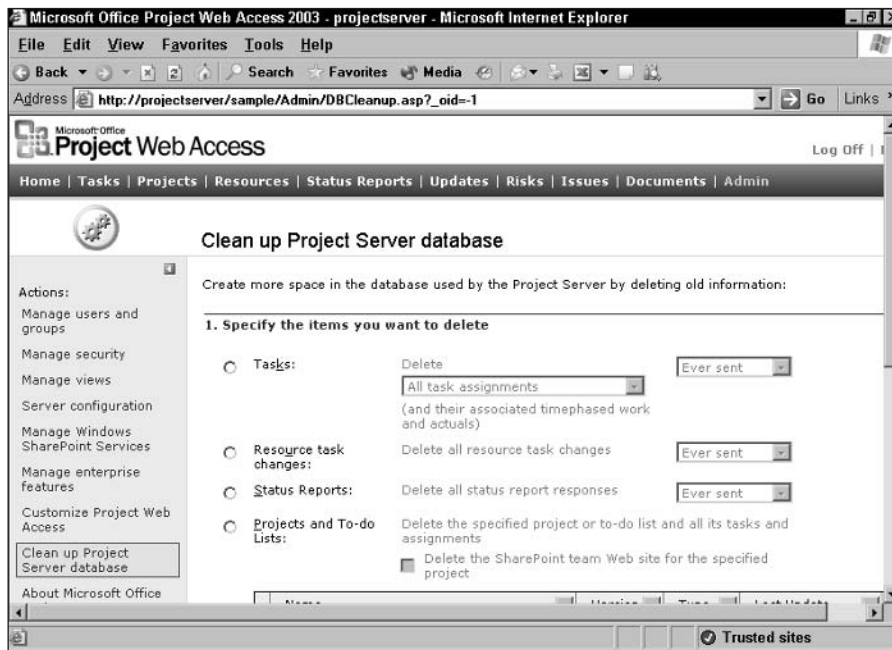 Microsoft Office Project Web Access 2003 - projectserver - Microsoft Internet Explorer
File Edit View Favorites Tools Help
Back Search Favorites Media
Address http://projectserver/sample/Admin/DBCleanup.asp?_oid=-1 Go Links
Microsoft Office
Project Web Access
Log Off |
Home | Tasks | Projects | Resources | Status Reports | Updates | Risks | Issues | Documents | Admin
Clean up Project Server database
Actions:
Manage users and
groups
Manage security
Manage views
Server configuration
Manage Windows
SharePoint Services
Manage enterprise
features
Customize Project Web
Access
Clean up Project
Server database
About Microsoft Office
Create more space in the database used by the Project Server by deleting old information:
1. Specify the items you want to delete
Tasks: Delete Ever sent
All task assignments
(and their associated timephased work
and actuals)
Resource task
changes:
Delete all resource task changes Ever sent
Status Reports: Delete all status report responses Ever sent
Projects and To-do
Lists:
Delete the specified project or to-do list and all its tasks and
assignments
Delete the SharePoint team Web site for the specified
project
Name Version Type Last Update
Trusted sites